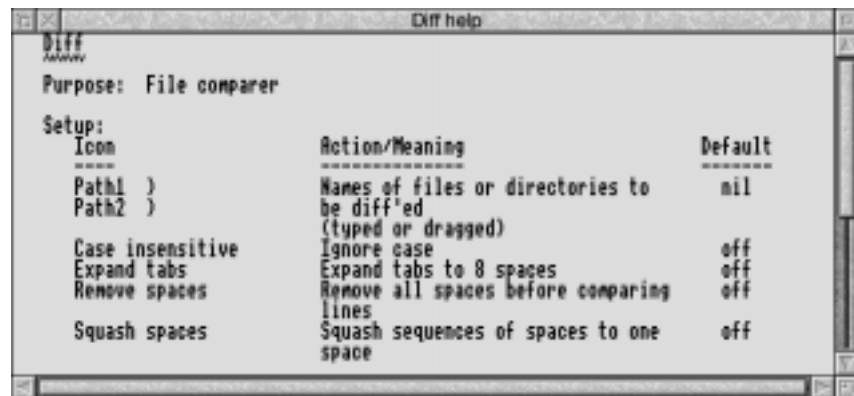 Diff help
Diff
Purpose: File comparer
Setup:
Icon Action/Meaning Default
---- -------------- -------
Path1 ) Names of files or directories to nil
Path2 ) be diff'ed
(typed or dragged)
Case insensitive Ignore case off
Expand tabs Expand tabs to 8 spaces off
Remove spaces Remove all spaces before comparing off
lines
Squash spaces Squash sequences of spaces to one off
space